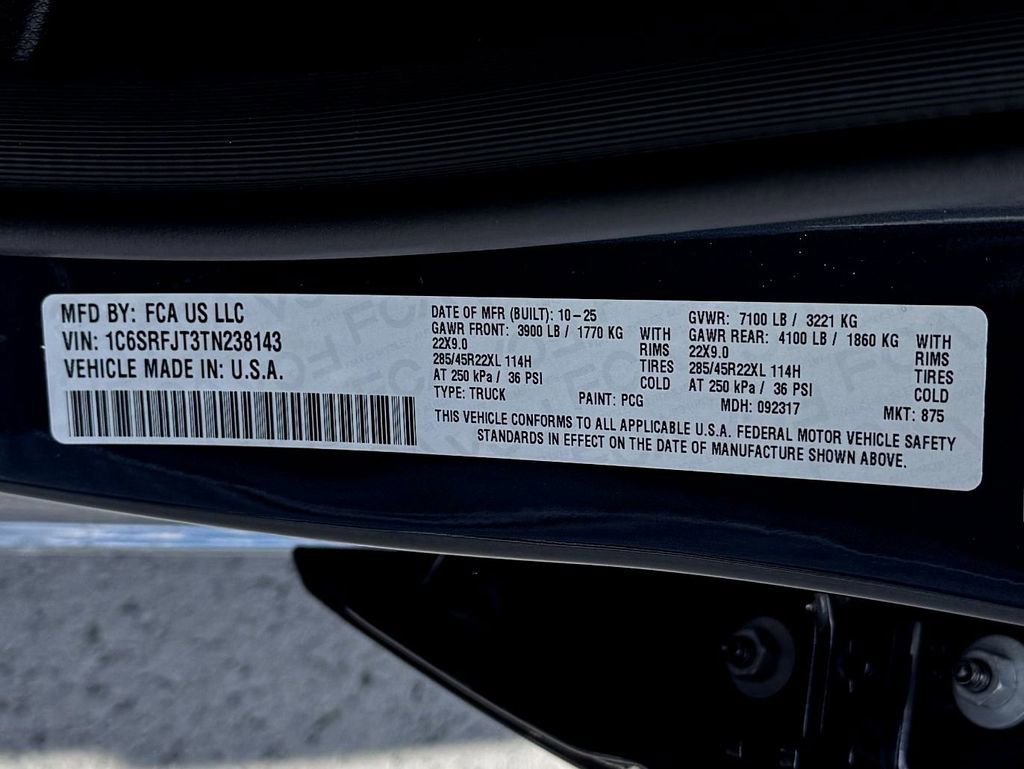 MFD BY: FCA US LLC
VIN: 1C6SRFJT3TN238143
VEHICLE MADE IN: U.S.A.
DATE OF MFR (BUILT): 10-25
GAWR FRONT: 3900 LB / 1770 KG WITH
22X9.0 RIMS
285/45R22XL 114H TIRES
AT 250 kPa / 36 PSI COLD
TYPE: TRUCK PAINT: PCG
GVWR: 7100 LB / 3221 KG
GAWR REAR: 4100 LB / 1860 KG WITH
22X9.0 RIMS
285/45R22XL 114H TIRES
AT 250 kPa / 36 PSI COLD
MDH: 092317 MKT: 875
THIS VEHICLE CONFORMS TO ALL APPLICABLE U.S.A. FEDERAL MOTOR VEHICLE SAFETY
STANDARDS IN EFFECT ON THE DATE OF MANUFACTURE SHOWN ABOVE.